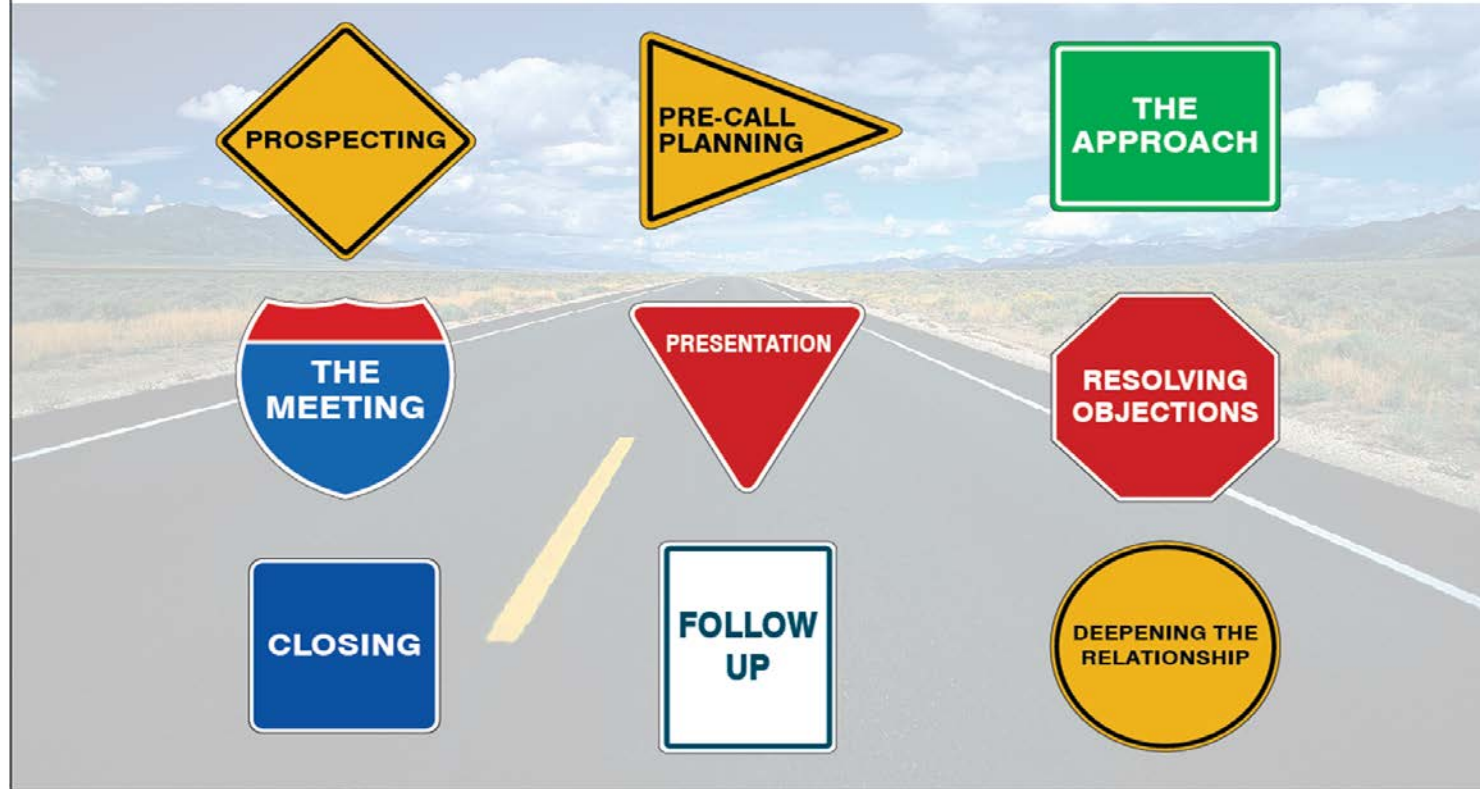 PROSPECTING
PRE-CALL
PLANNING
THE
APPROACH
THE
MEETING
PRESENTATION
RESOLVING
OBJECTIONS
CLOSING
FOLLOW
UP
DEEPENING THE
RELATIONSHIP